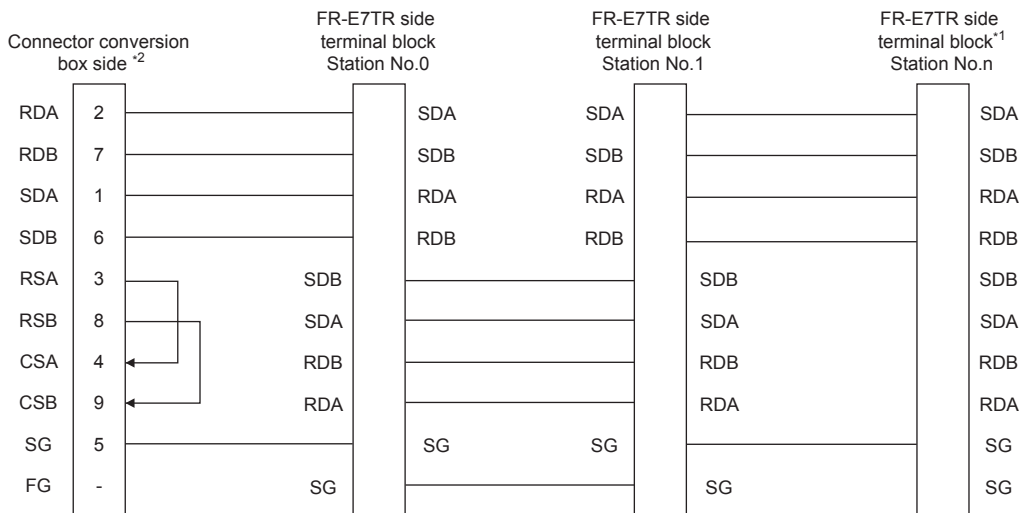 Connector conversion
box side *2
FR-E7TR side
terminal block
Station No.0
FR-E7TR side
terminal block
Station No.1
FR-E7TR side
terminal block*1
Station No.n
RDA 2 SDA SDA SDA
RDB 7 SDB SDB SDB
SDA 1 RDA RDA RDA
SDB 6 RDB RDB RDB
RSA 3 SDB SDB SDB
RSB 8 SDA SDA SDA
CSA 4 RDB RDB RDB
CSB 9 RDA RDA RDA
SG 5 SG SG SG
FG - SG SG SG